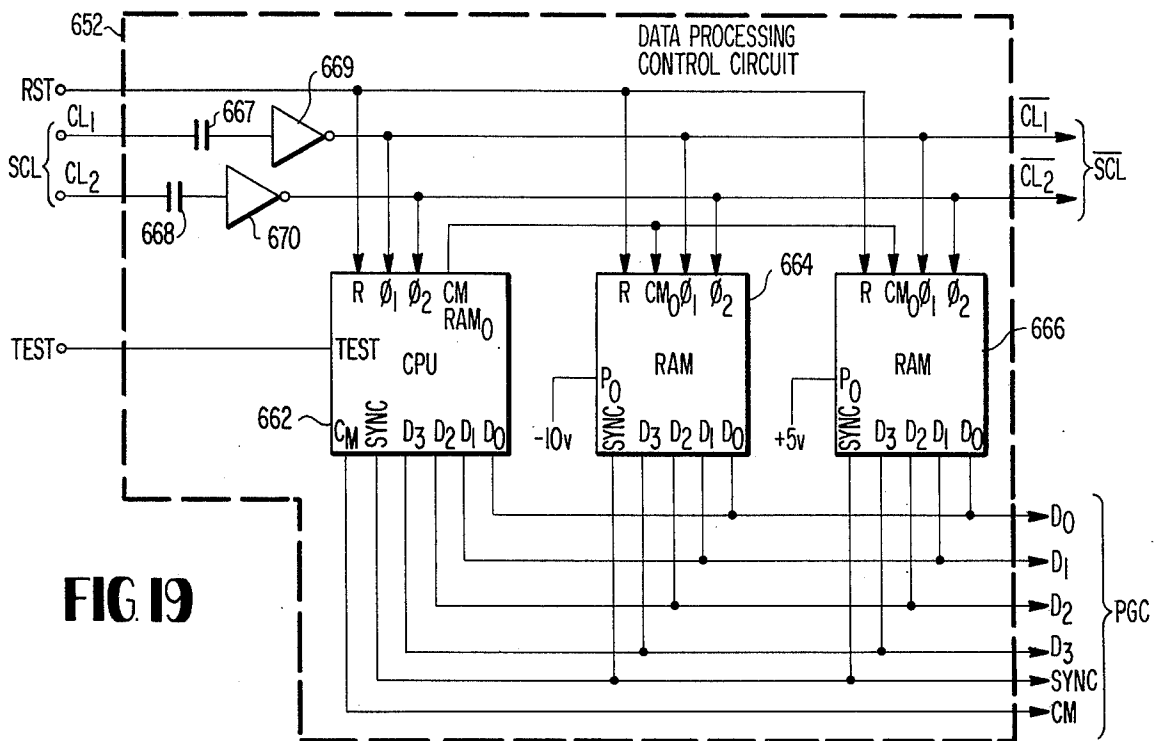 652
DATA PROCESSING
CONTROL CIRCUIT
RST
669
667
CL1
SCL
CL2
668
670
C̅L̅1̅
C̅L̅2̅
S̅C̅L̅
664
R Ø1 Ø2 CM
RAM0
R CM0 Ø1 Ø2
R CM0 Ø1 Ø2
666
TEST
TEST
CPU
RAM
RAM
P0
P0
662
-10v
+5v
CM SYNC D3 D2 D1 D0
SYNC D3 D2 D1 D0
SYNC D3 D2 D1 D0
D0
D1
D2
D3
SYNC
CM
PGC
FIG. 19